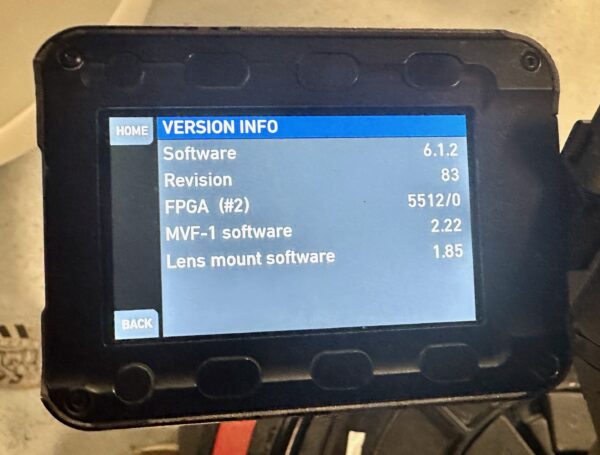 HOME VERSION INFO
Software 6.1.2
Revision 83
FPGA (#2) 5512/0
MVF-1 software 2.22
Lens mount software 1.85
BACK